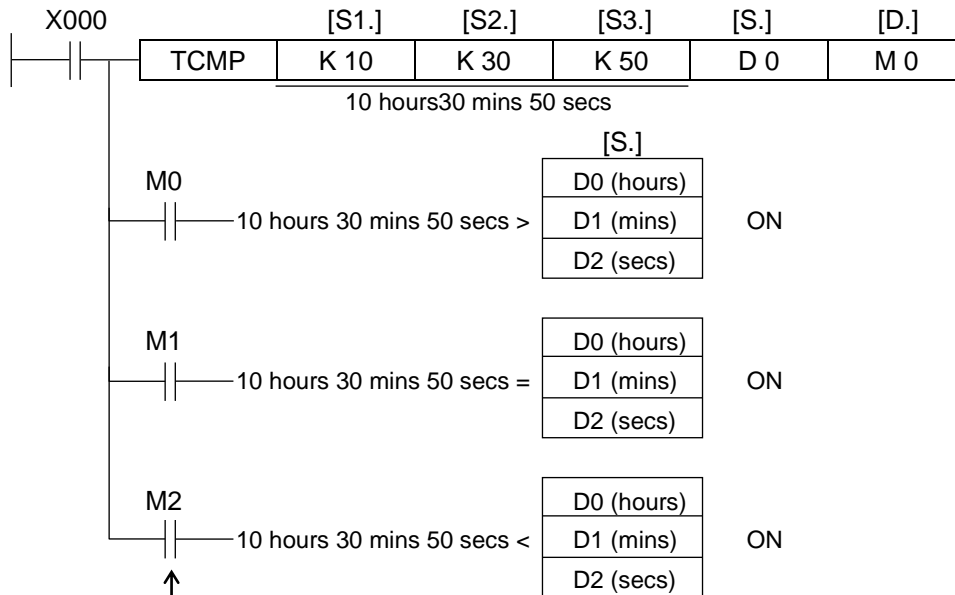 X000 [S1.] [S2.] [S3.] [S.] [D.]
TCMP K 10 K 30 K 50 D 0 M 0
10 hours30 mins 50 secs
[S.]
M0 D0 (hours)
10 hours 30 mins 50 secs > D1 (mins) ON
D2 (secs)
M1 D0 (hours)
10 hours 30 mins 50 secs = D1 (mins) ON
D2 (secs)
M2 D0 (hours)
10 hours 30 mins 50 secs < D1 (mins) ON
D2 (secs)